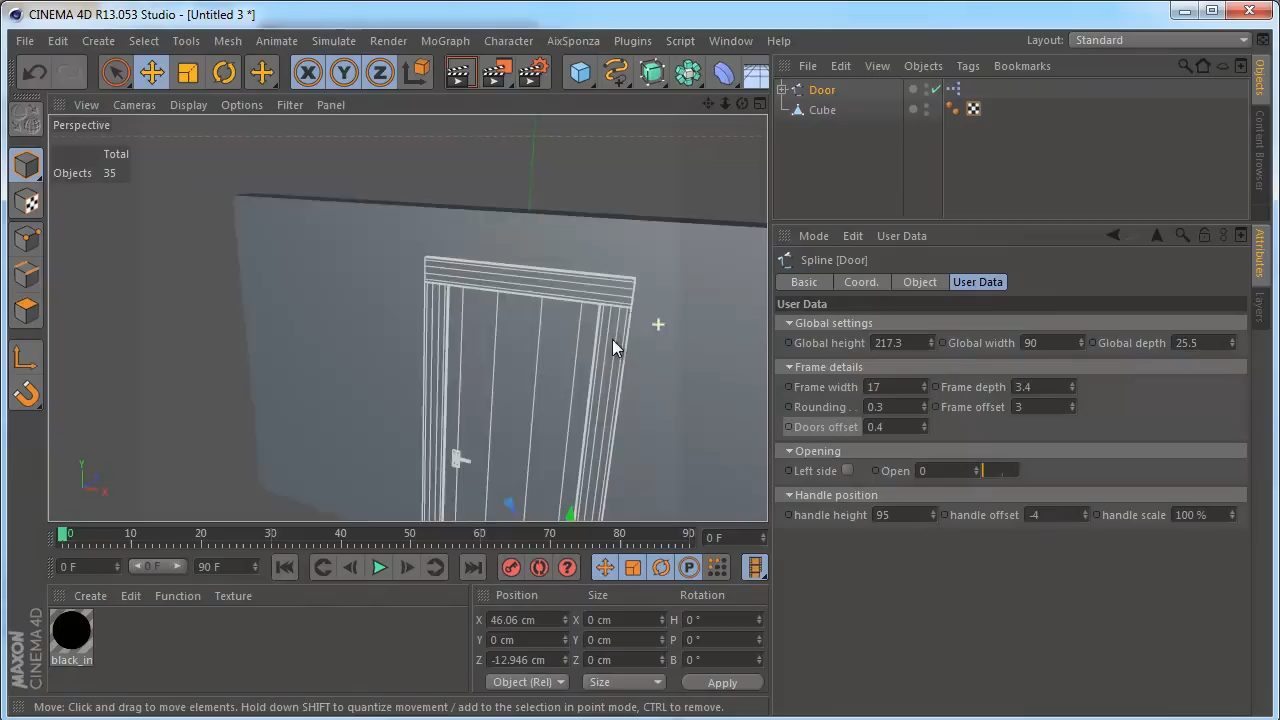 CINEMA 4D R13.053 Studio - [Untitled 3 *]
File Edit Create Select Tools Mesh Animate Simulate Render MoGraph Character AixSponza Plugins Script Window Help Layout: Standard
X Y Z
File Edit View Objects Tags Bookmarks
View Cameras Display Options Filter Panel
Perspective
Total
Objects 35
Door
Cube
Objects
Content Browser
Mode Edit User Data
Spline [Door]
Basic Coord. Object User Data
User Data
Global settings
Global height 217.3 Global width 90 Global depth 25.5
Frame details
Frame width 17 Frame depth 3.4
Rounding . . 0.3 Frame offset 3
Doors offset 0.4
Opening
Left side Open 0
Handle position
handle height 95 handle offset -4 handle scale 100 %
Attributes
Layers
Y
Z
X
0 10 20 30 40 50 60 70 80 90 0 F
0 F 0 F 90 F P
Create Edit Function Texture
black_in
Position Size Rotation
X 46.06 cm X 0 cm H 0 °
Y 0 cm Y 0 cm P 0 °
Z -12.946 cm Z 0 cm B 0 °
Object (Rel) Size Apply
MAXON
CINEMA 4D
Move: Click and drag to move elements. Hold down SHIFT to quantize movement / add to the selection in point mode, CTRL to remove.